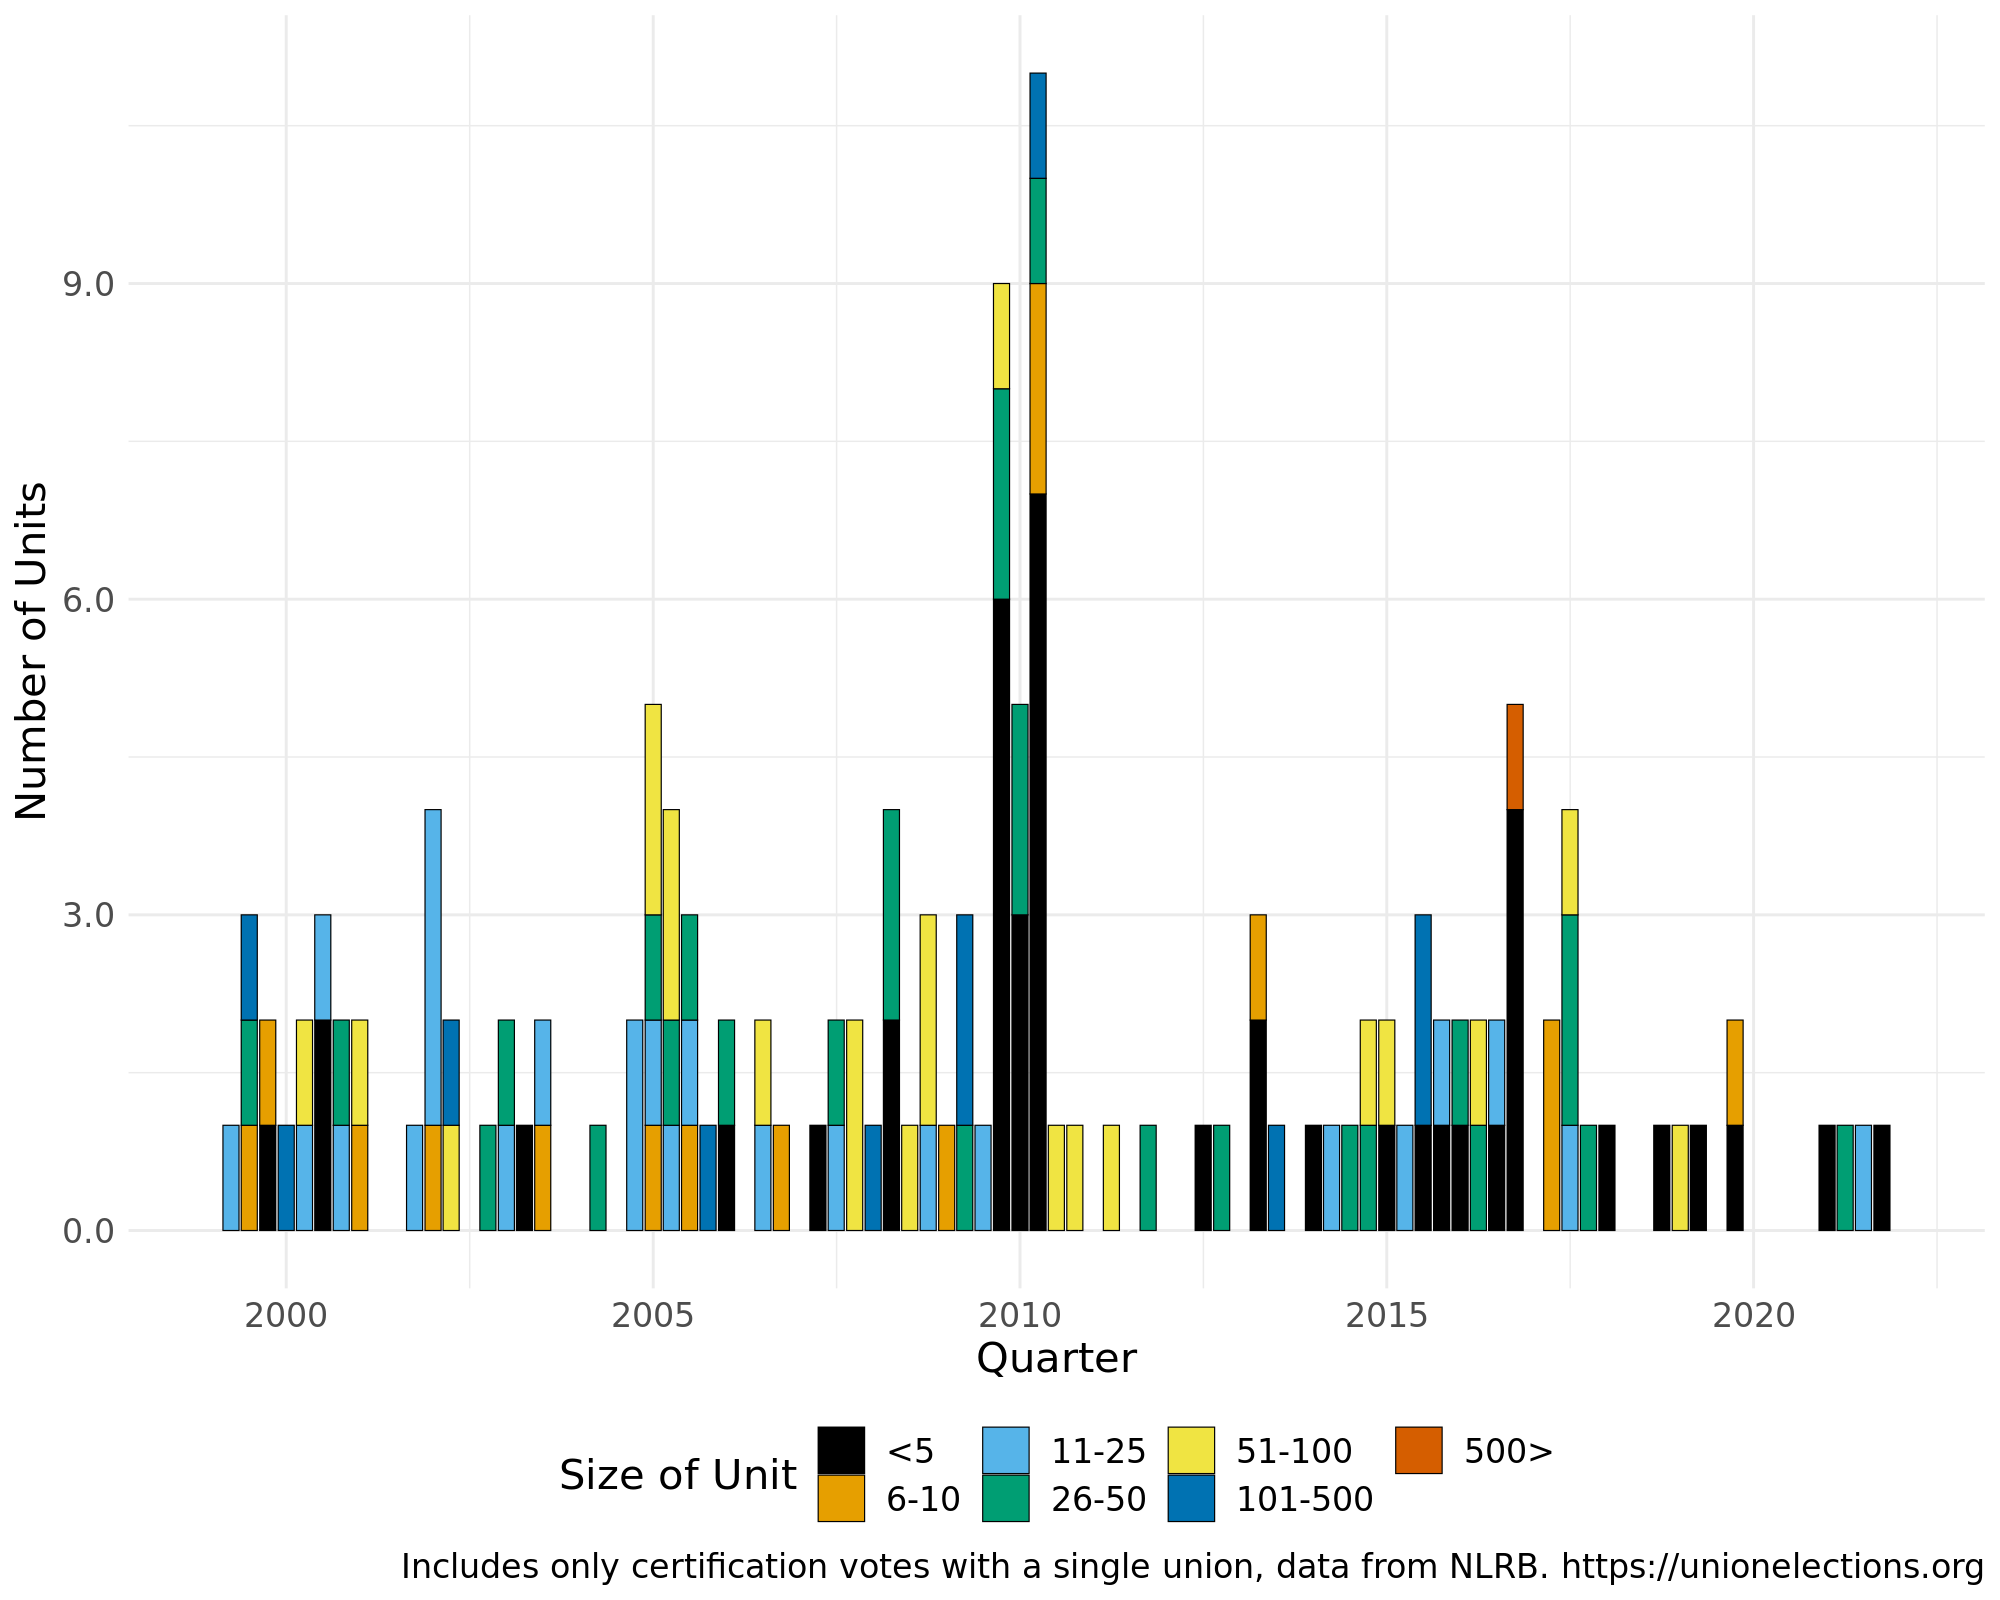 9.0
6.0
3.0
0.0
Number of Units
2000 2005 2010 2015 2020
Quarter
Size of Unit
<5 11-25 51-100 500>
6-10 26-50 101-500
Includes only certification votes with a single union, data from NLRB. https://unionelections.org